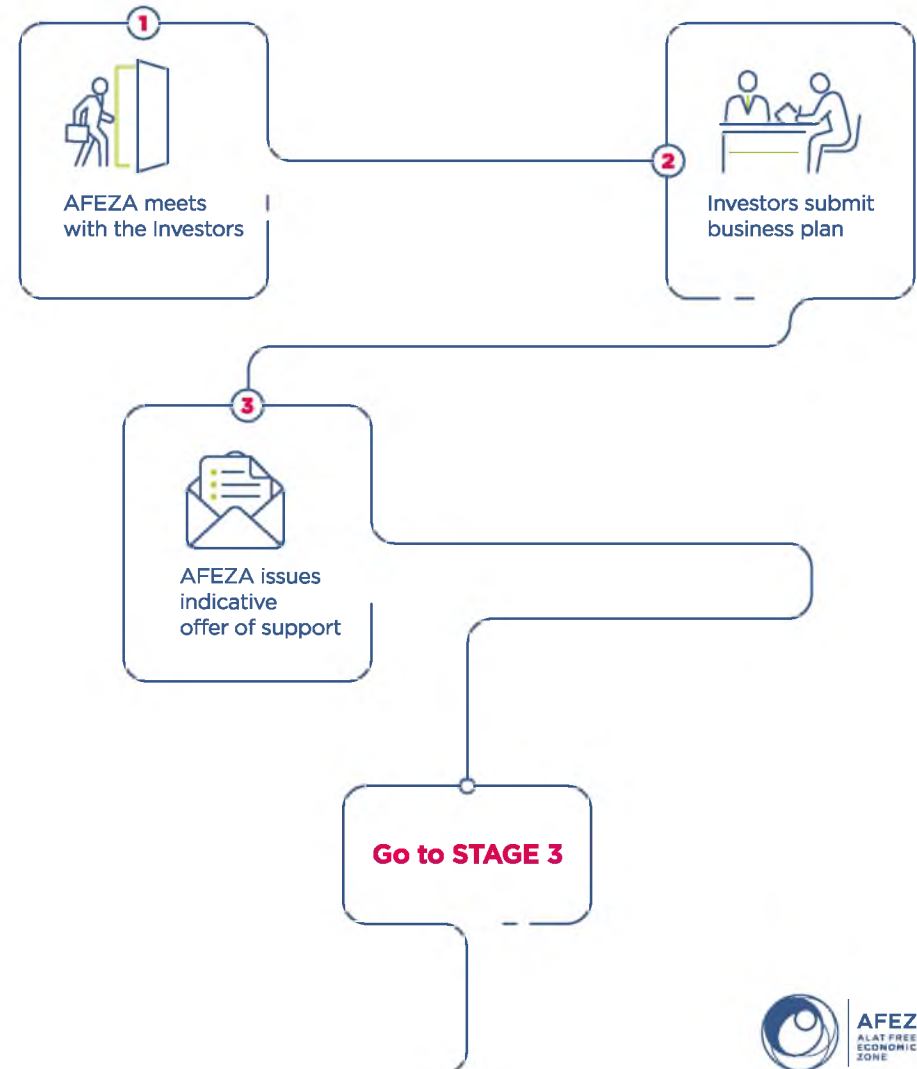 1
AFEZA meets
with the Investors
2
Investors submit
business plan
3
AFEZA issues
indicative
offer of support
Go to STAGE 3
AFEZ
ALAT FREE
ECONOMIC
ZONE